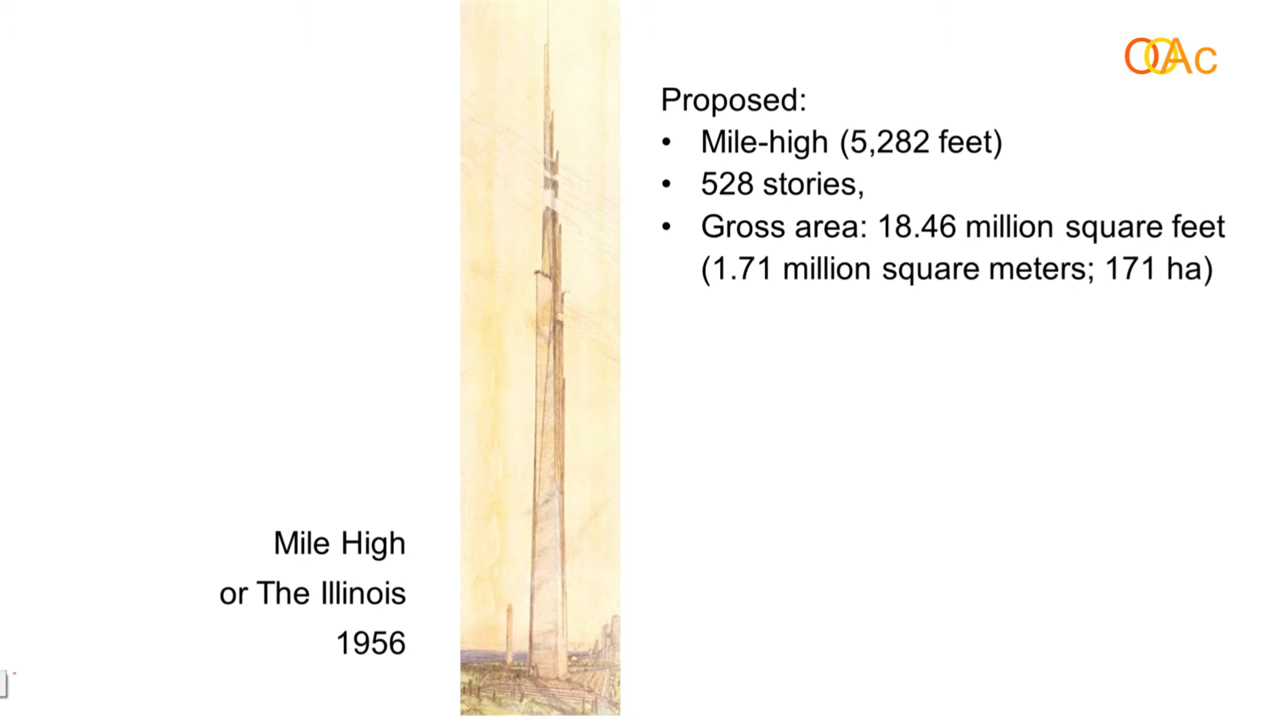 OOAc
Proposed:
• Mile-high (5,282 feet)
• 528 stories,
• Gross area: 18.46 million square feet
(1.71 million square meters; 171 ha)
Mile High
or The Illinois
1956